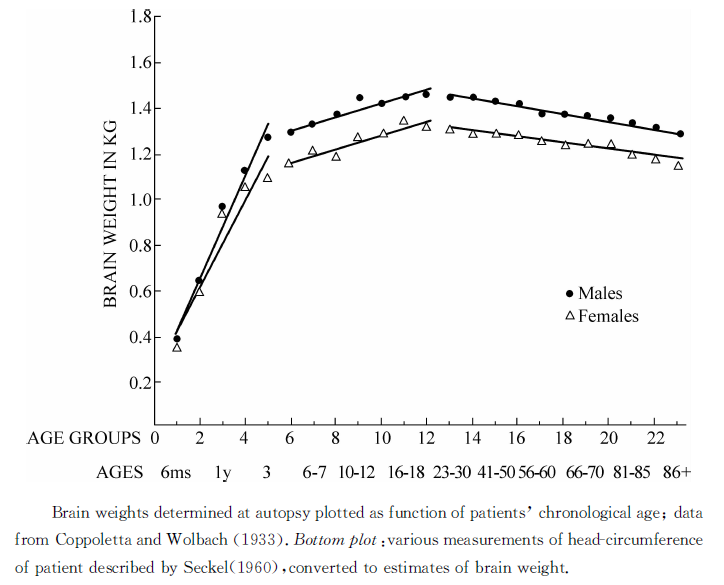 1.8
1.6
1.4
1.2
1.0
0.8
0.6
0.4
0.2
BRAIN WEIGHT IN KG
● Males
△ Females
AGE GROUPS 0 2 4 6 8 10 12 14 16 18 20 22
AGES 6ms 1y 3 6-7 10-12 16-18 23-30 41-50 56-60 66-70 81-85 86+
Brain weights determined at autopsy plotted as function of patients' chronological age; data
from Coppoletta and Wolbach (1933). Bottom plot:various measurements of head-circumference
of patient described by Seckel(1960),converted to estimates of brain weight.